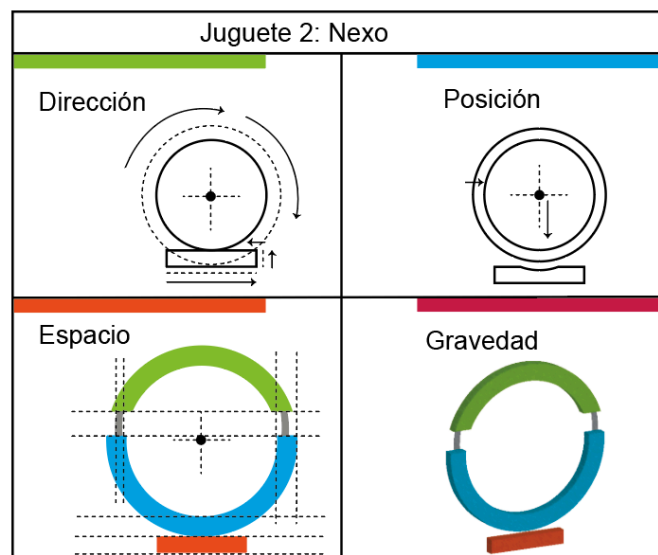 Juguete 2: Nexo
Dirección
Posición
Espacio
Gravedad